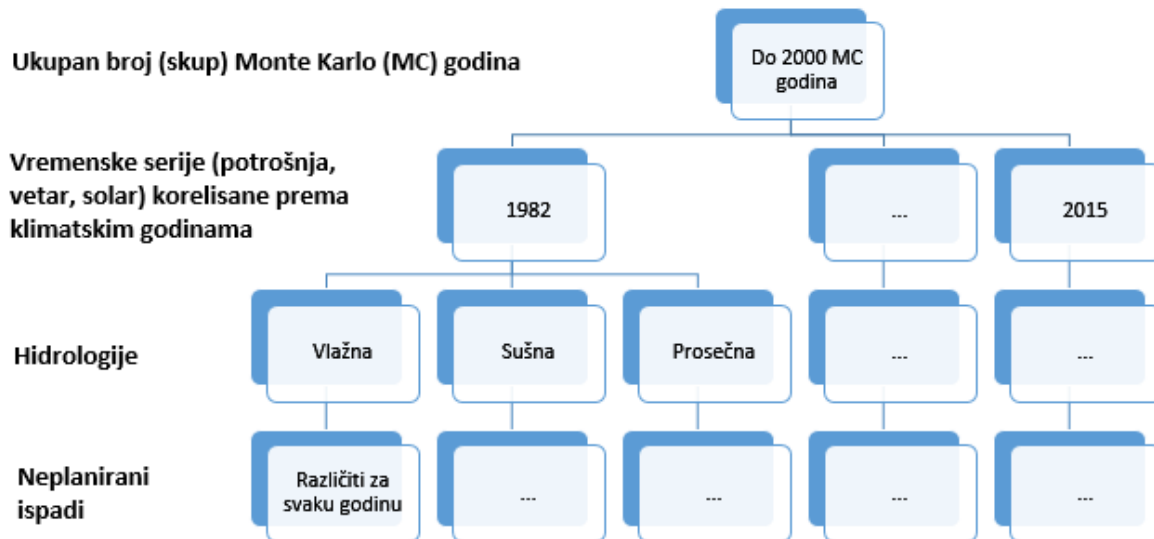 Ukupan broj (skup) Monte Karlo (MC) godina
Do 2000 MC
godina
Vremenske serije (potrošnja,
vetar, solar) korelisane prema
klimatskim godinama
1982
...
2015
Hidrologije
Vlažna
Sušna
Prosečna
...
...
Neplanirani
ispadi
Različiti za
svaku godinu
...
...
...
...